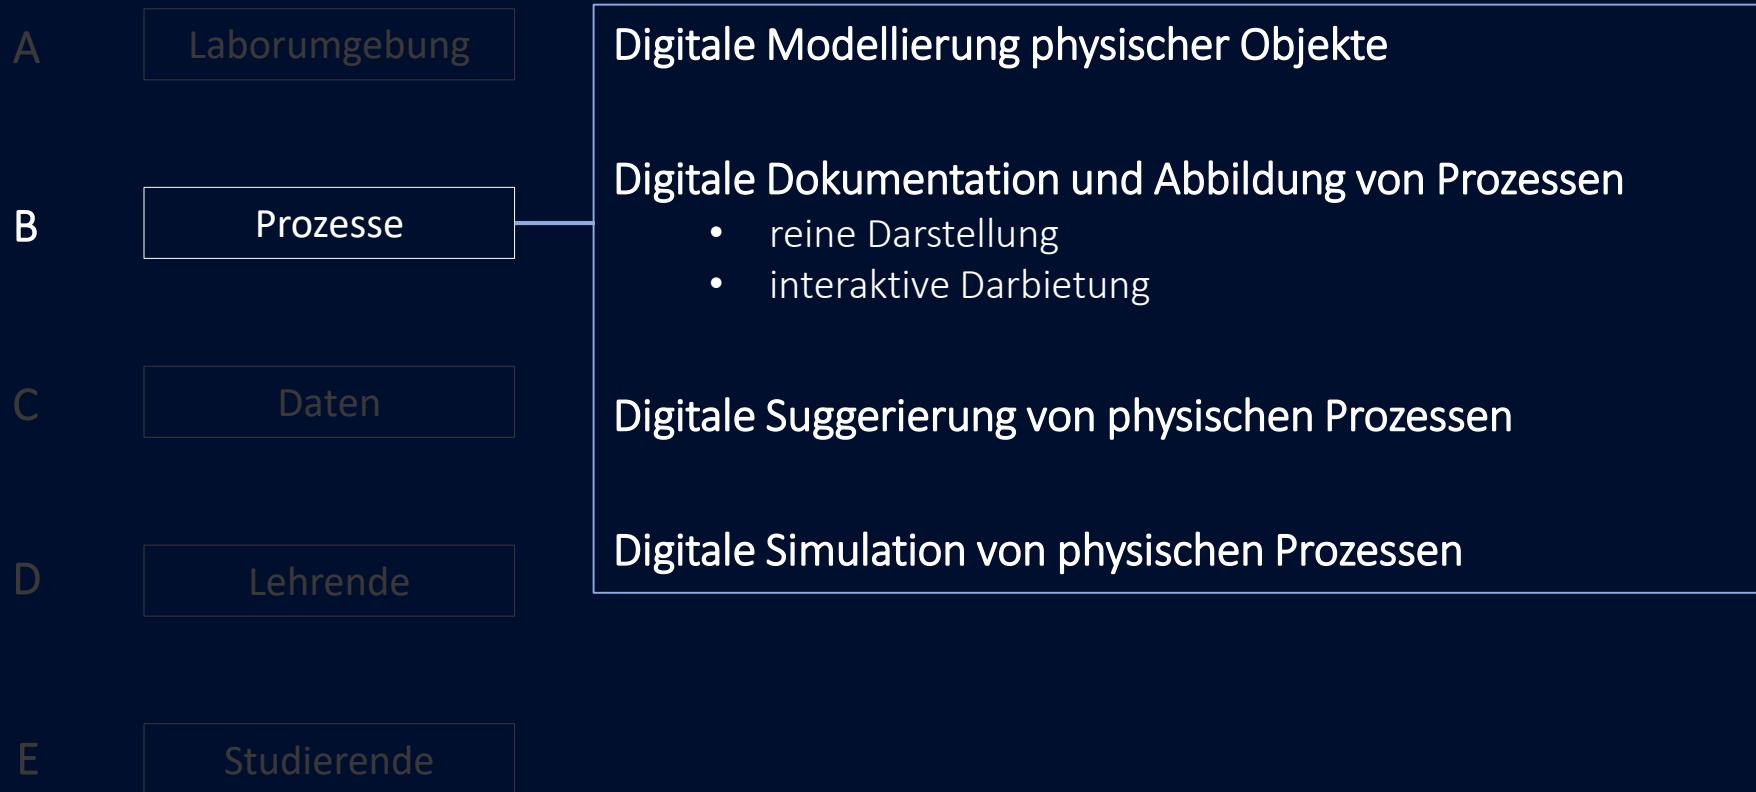 A
Laborumgebung
B
Prozesse
C
Daten
D
Lehrende
E
Studierende
Digitale Modellierung physischer Objekte
Digitale Dokumentation und Abbildung von Prozessen
• reine Darstellung
• interaktive Darbietung
Digitale Suggerierung von physischen Prozessen
Digitale Simulation von physischen Prozessen